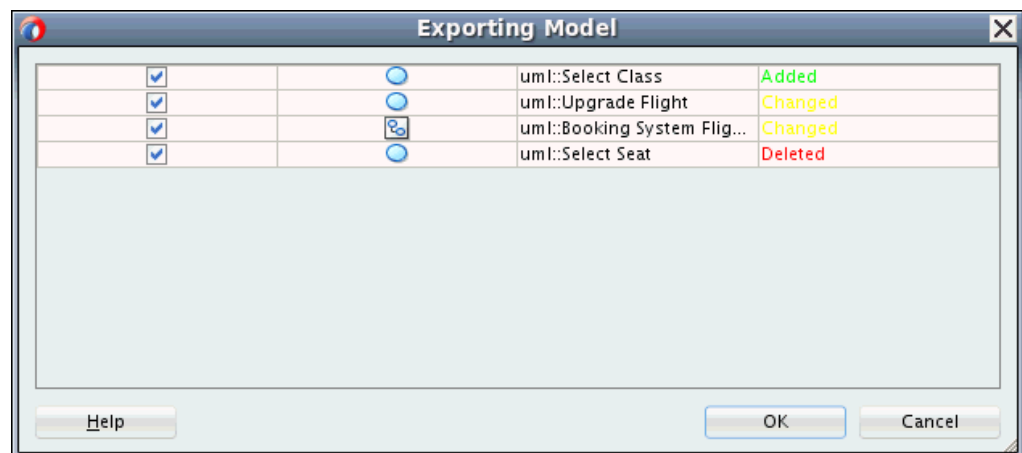 Exporting Model
uml::Select Class Added
uml::Upgrade Flight Changed
uml::Booking System Flig... Changed
uml::Select Seat Deleted
Help OK Cancel